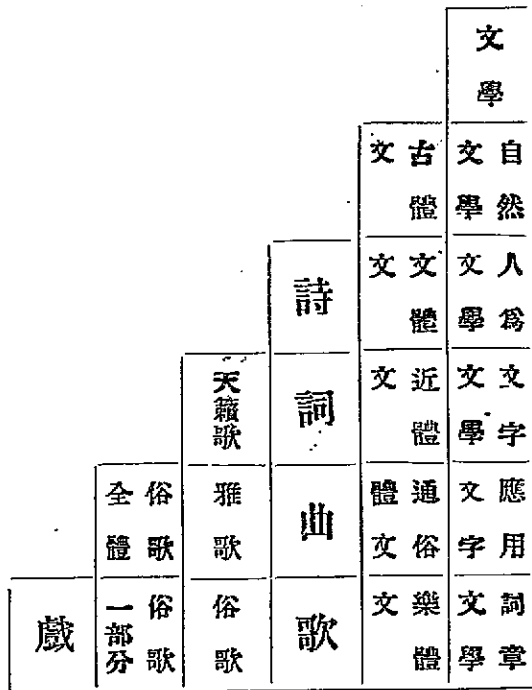 文學
自然文學
人爲文學
文字文學
應用文字
詞章文學
古體文
文體文
近體文
通俗體文
樂體文
詩
詞
曲
歌
天籟歌
雅歌
俗歌
俗歌全體
俗歌一部分
戲